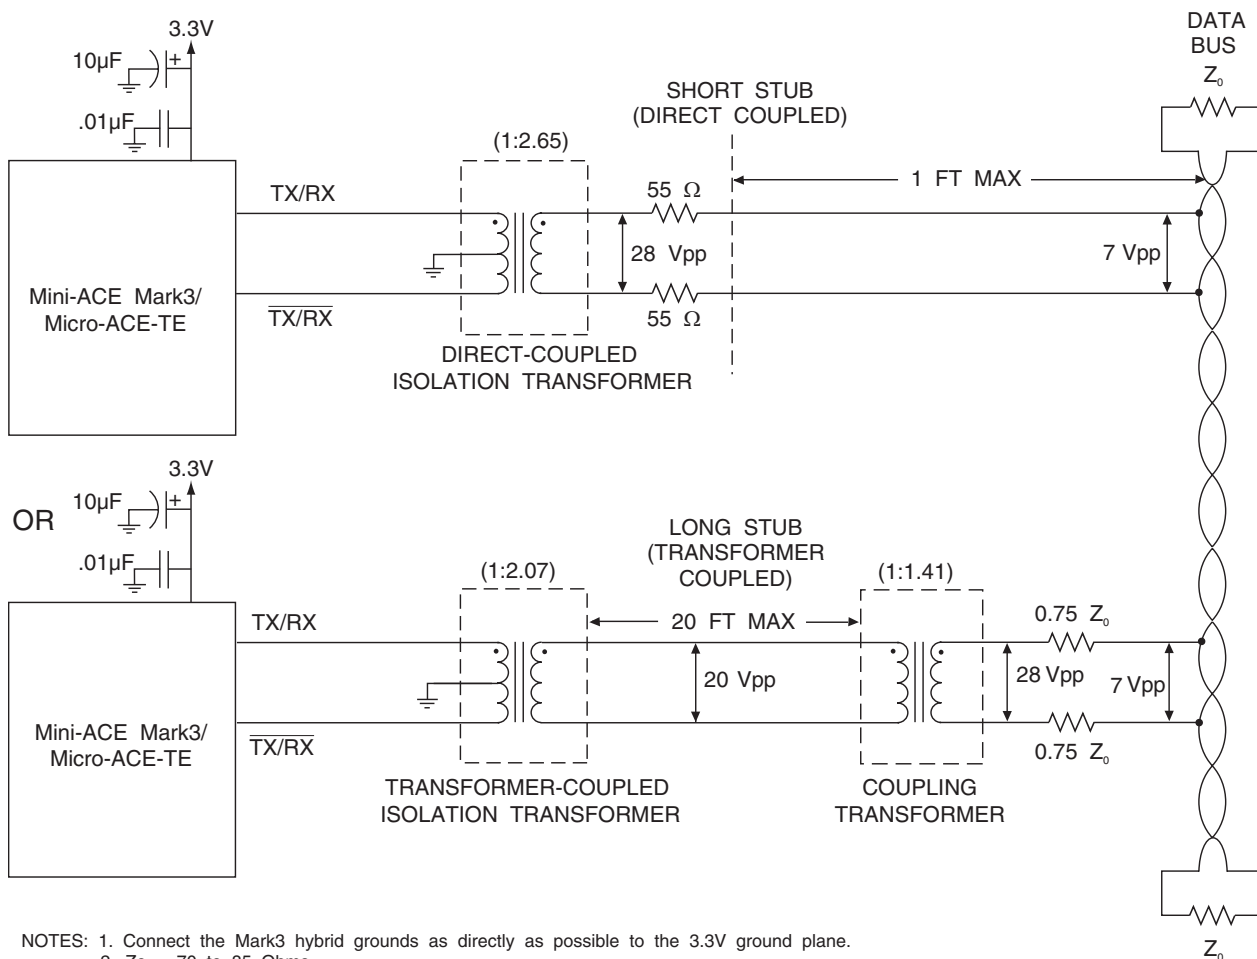 3.3V
10µF
+
.01µF
Mini-ACE Mark3/
Micro-ACE-TE
TX/RX
TX/RX
(1:2.65)
DIRECT-COUPLED
ISOLATION TRANSFORMER
SHORT STUB
(DIRECT COUPLED)
55 Ω
28 Vpp
55 Ω
1 FT MAX
7 Vpp
DATA
BUS
Z₀
OR
3.3V
10µF
+
.01µF
Mini-ACE Mark3/
Micro-ACE-TE
TX/RX
TX/RX
(1:2.07)
TRANSFORMER-COUPLED
ISOLATION TRANSFORMER
LONG STUB
(TRANSFORMER
COUPLED)
20 FT MAX
20 Vpp
(1:1.41)
COUPLING
TRANSFORMER
0.75 Z₀
28 Vpp
7 Vpp
0.75 Z₀
Z₀
NOTES: 1. Connect the Mark3 hybrid grounds as directly as possible to the 3.3V ground plane.